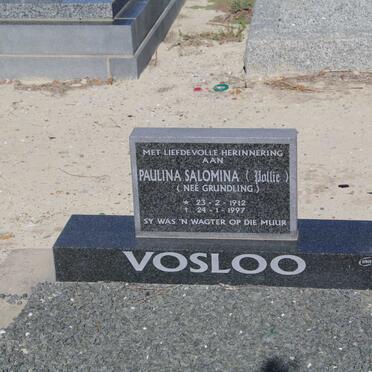 MET LIEFDEVOLLE HERINNERING
AAN
PAULINA SALOMINA (Pollie)
(NEÉ GRUNDLING)
* 23-2-1912
† 24-1-1997
SY WAS 'N WAGTER OP DIE MUUR
VOSLOO